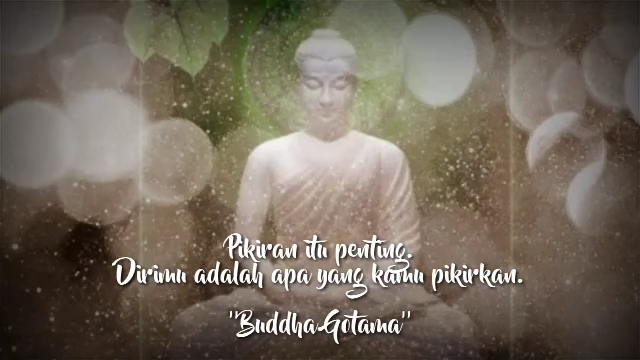 Pikiran itu penting.
Dirimu adalah apa yang kamu pikirkan.
"Buddha Gotama"